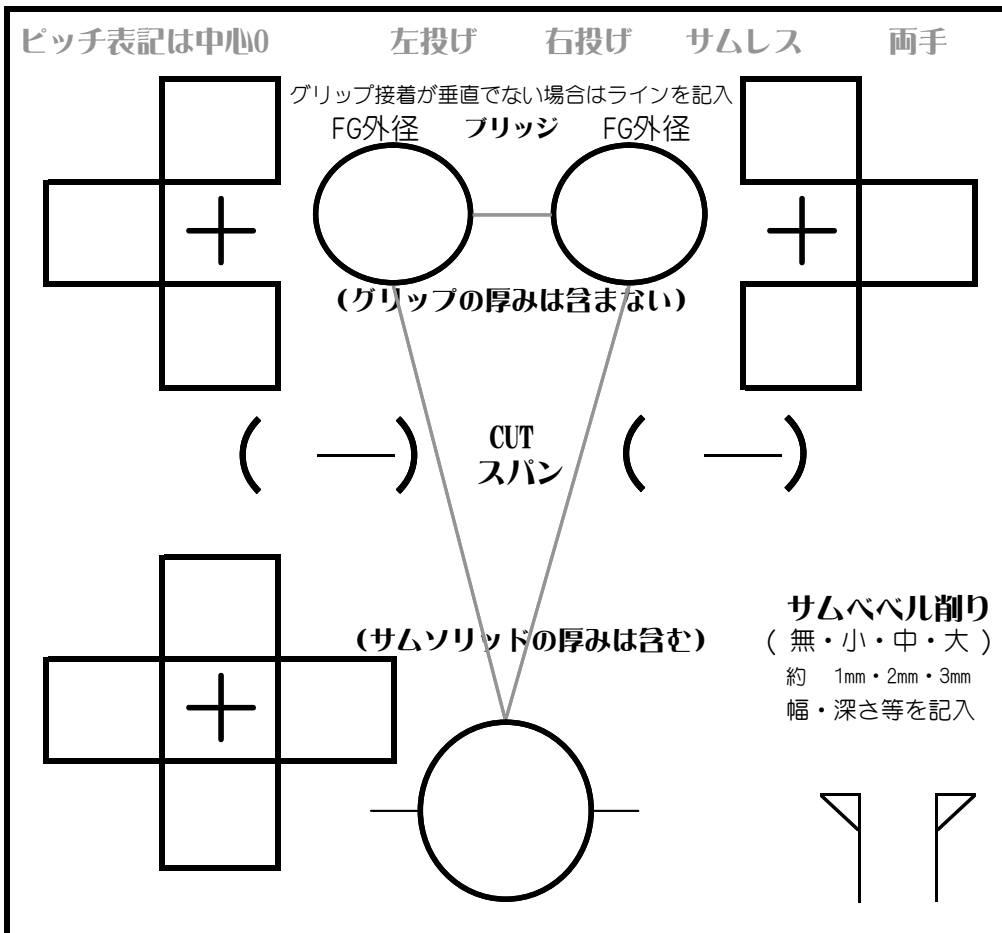 ピッチ表記は中心0 左投げ 右投げ サムレス 両手
グリップ接着が垂直でない場合はラインを記入
FG外径 ブリッジ FG外径
(グリップの厚みは含まない)
CUT
スパン
(サムソリッドの厚みは含む)
サムベベル削り
( 無・小・中・大 )
約 1mm・2mm・3mm
幅・深さ等を記入